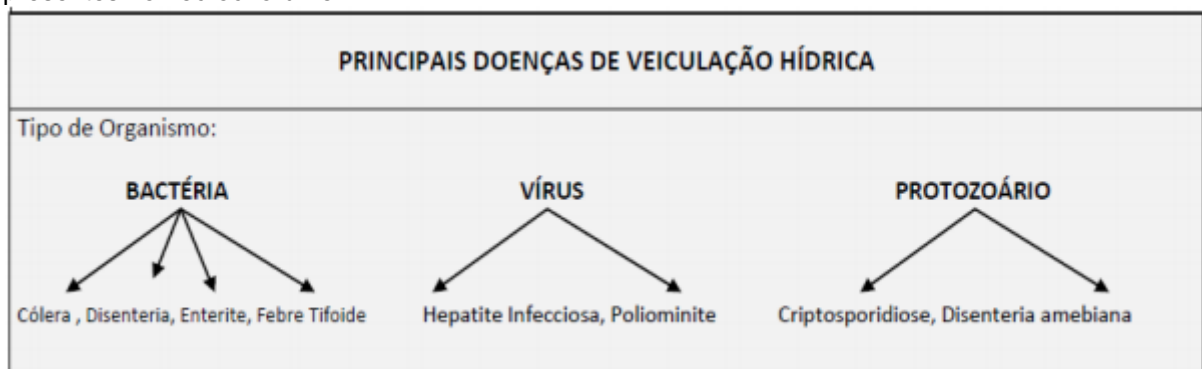 PRINCIPAIS DOENÇAS DE VEICULAÇÃO HÍDRICA
Tipo de Organismo:
BACTÉRIA VÍRUS PROTOZOÁRIO
Cólera , Disenteria, Enterite, Febre Tifoide Hepatite Infecciosa, Poliominite Criptosporidiose, Disenteria amebiana